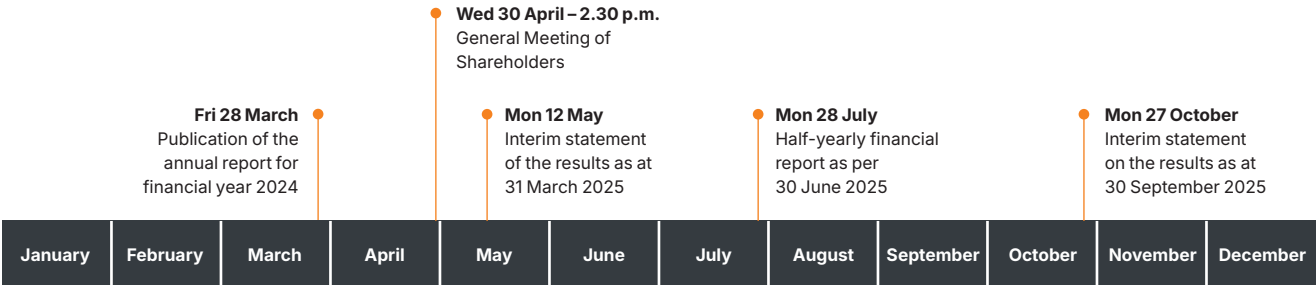 Wed 30 April – 2.30 p.m.
General Meeting of
Shareholders
Fri 28 March
Publication of the
annual report for
financial year 2024
Mon 12 May
Interim statement
of the results as at
31 March 2025
Mon 28 July
Half-yearly financial
report as per
30 June 2025
Mon 27 October
Interim statement
on the results as at
30 September 2025
January
February
March
April
May
June
July
August
September
October
November
December